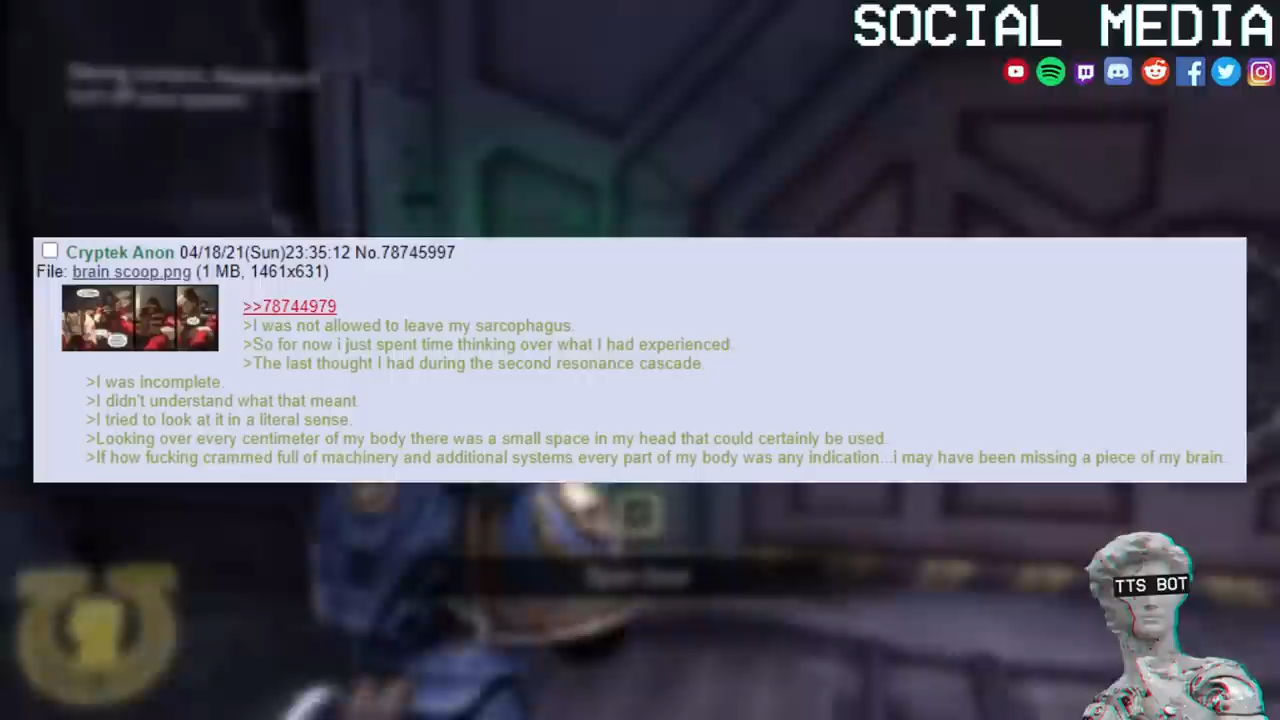 SOCIAL MEDIA
Cryptek Anon 04/18/21(Sun)23:35:12 No.78745997
File: brain scoop.png (1 MB, 1461x631)
>>78744979
>I was not allowed to leave my sarcophagus.
>So for now i just spent time thinking over what I had experienced.
>The last thought I had during the second resonance cascade.
>I was incomplete.
>I didn't understand what that meant.
>I tried to look at it in a literal sense.
>Looking over every centimeter of my body there was a small space in my head that could certainly be used.
>If how fucking crammed full of machinery and additional systems every part of my body was any indication...i may have been missing a piece of my brain.
TTS BOT